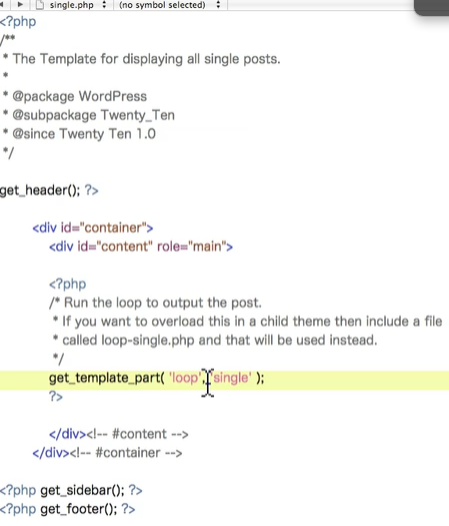 single.php (no symbol selected)
<?php
/**
* The Template for displaying all single posts.
*
* @package WordPress
* @subpackage Twenty_Ten
* @since Twenty Ten 1.0
*/
get_header(); ?>
<div id="container">
<div id="content" role="main">
<?php
/* Run the loop to output the post.
* If you want to overload this in a child theme then include a file
* called loop-single.php and that will be used instead.
*/
get_template_part( 'loop', 'single' );
?>
</div><!-- #content -->
</div><!-- #container -->
<?php get_sidebar(); ?>
<?php get_footer(); ?>